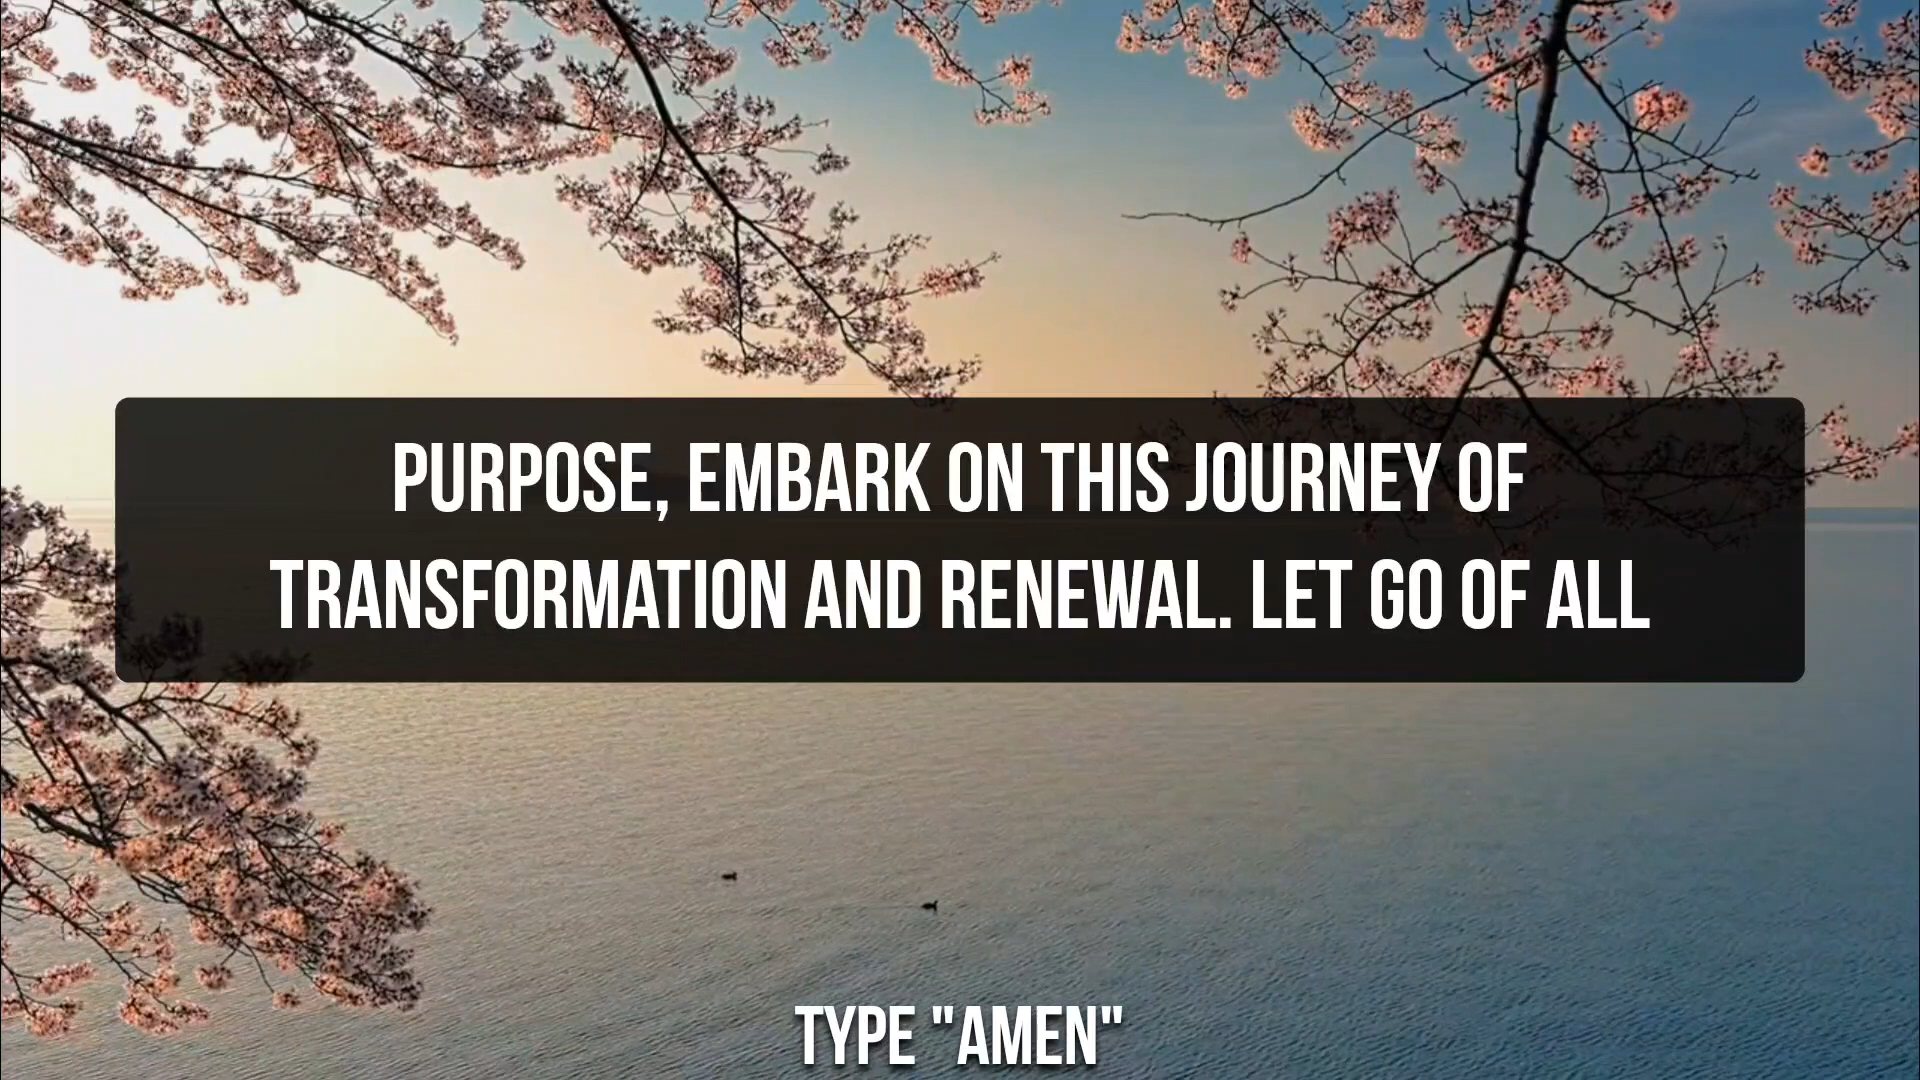 PURPOSE, EMBARK ON THIS JOURNEY OF
TRANSFORMATION AND RENEWAL. LET GO OF ALL
TYPE "AMEN"